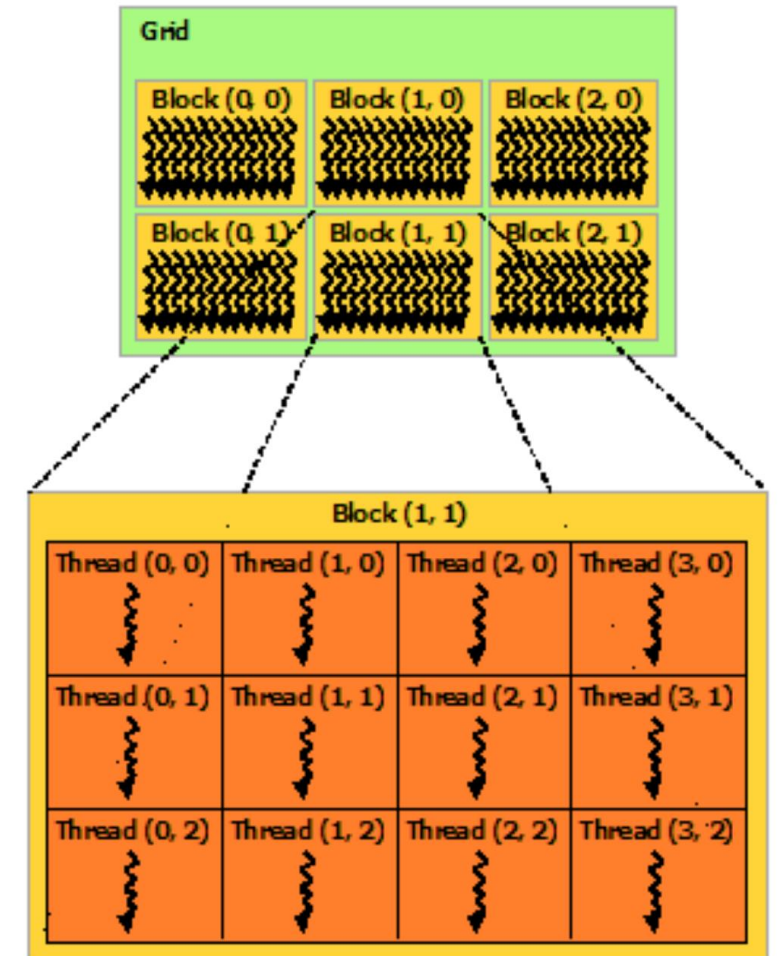 Grid
Block (0, 0) Block (1, 0) Block (2, 0)
Block (0, 1) Block (1, 1) Block (2, 1)
Block (1, 1)
Thread (0, 0) Thread (1, 0) Thread (2, 0) Thread (3, 0)
Thread (0, 1) Thread (1, 1) Thread (2, 1) Thread (3, 1)
Thread (0, 2) Thread (1, 2) Thread (2, 2) Thread (3, 2)